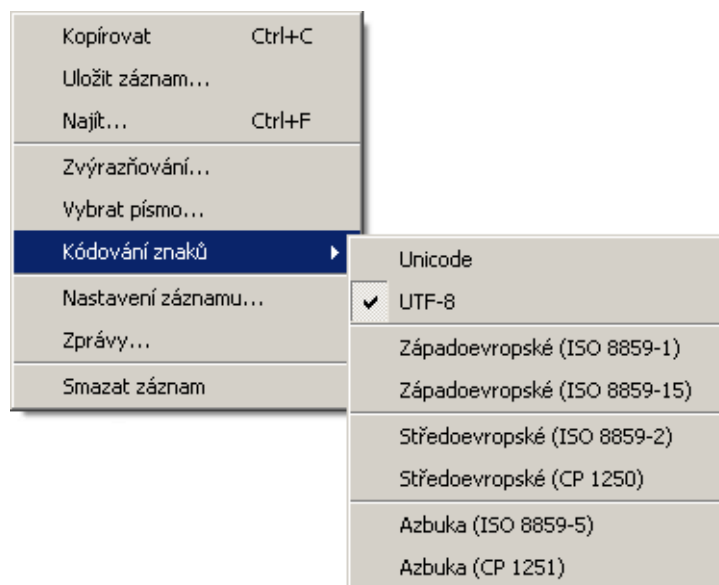 Kopírovat Ctrl+C
Uložit záznam...
Najít... Ctrl+F
Zvýrazňování...
Vybrat písmo...
Kódování znaků
Nastavení záznamu...
Zprávy...
Smazat záznam
Unicode
UTF-8
Západoevropské (ISO 8859-1)
Západoevropské (ISO 8859-15)
Středoevropské (ISO 8859-2)
Středoevropské (CP 1250)
Azbuka (ISO 8859-5)
Azbuka (CP 1251)